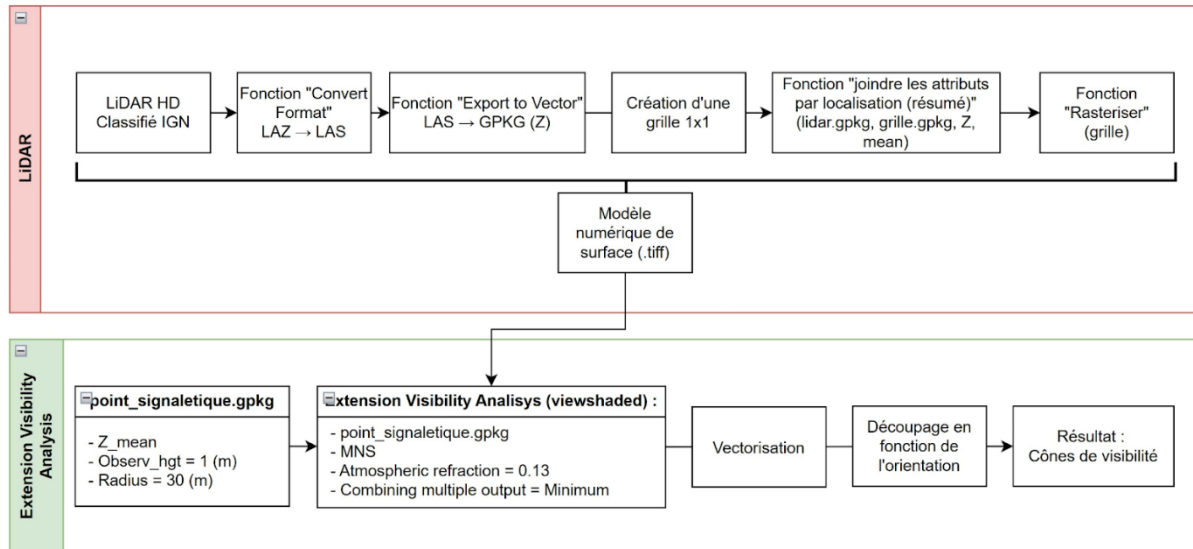 LiDAR
LiDAR HD
Classifié IGN
Fonction "Convert
Format"
LAZ → LAS
Fonction "Export to Vector"
LAS → GPKG (Z)
Création d'une
grille 1x1
Fonction "joindre les attributs
par localisation (résumé)"
(lidar.gpkg, grille.gpkg, Z,
mean)
Fonction
"Rasteriser"
(grille)
Modèle
numérique de
surface (.tiff)
Extension Visibility
Analysis
point_signaletique.gpkg
- Z_mean
- Observ_hgt = 1 (m)
- Radius = 30 (m)
xtension Visibility Analisys (viewshaded) :
- point_signaletique.gpkg
- MNS
- Atmospheric refraction = 0.13
- Combining multiple output = Minimum
Vectorisation
Découpage en
fonction de
l'orientation
Résultat :
Cônes de visibilité